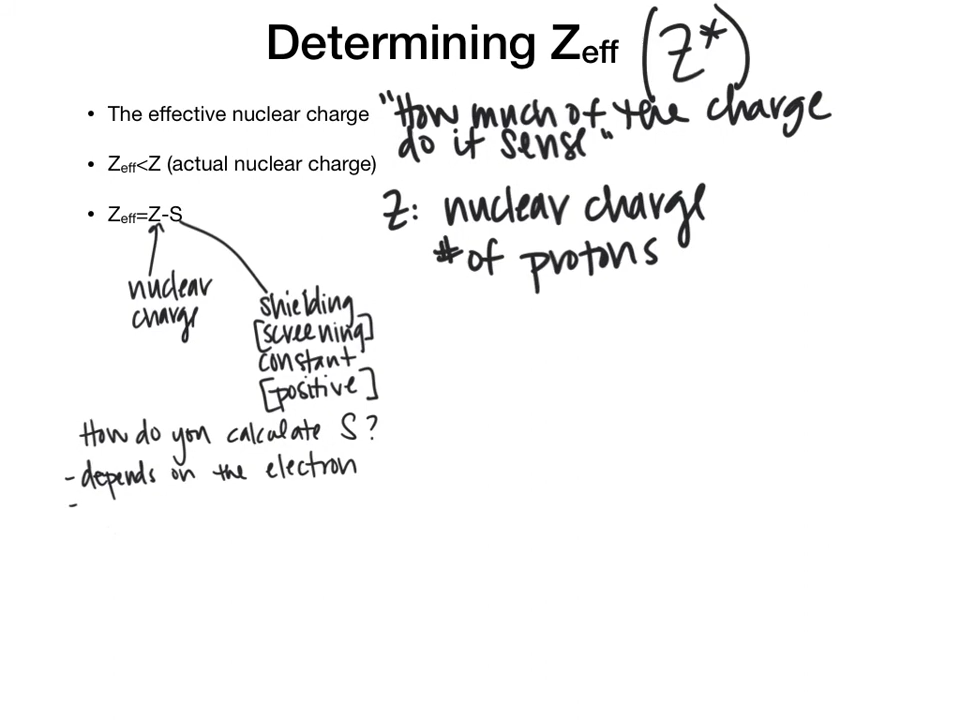 Determining Zeff (Z*)
• The effective nuclear charge "How much of the charge
do it sense"
• Zeff<Z (actual nuclear charge)
• Zeff=Z-S
Z: nuclear charge
# of protons
nuclear
charge
shielding
[screening]
constant
[positive]
How do you calculate S?
- depends on the electron
-